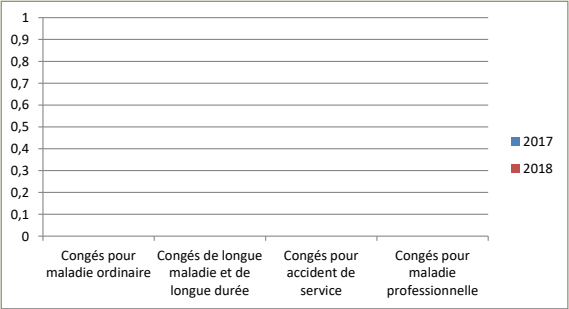 1
0,9
0,8
0,7
0,6
0,5
0,4
0,3
0,2
0,1
0
Congés pour
maladie ordinaire
Congés de longue
maladie et de
longue durée
Congés pour
accident de
service
Congés pour
maladie
professionnelle
2017
2018